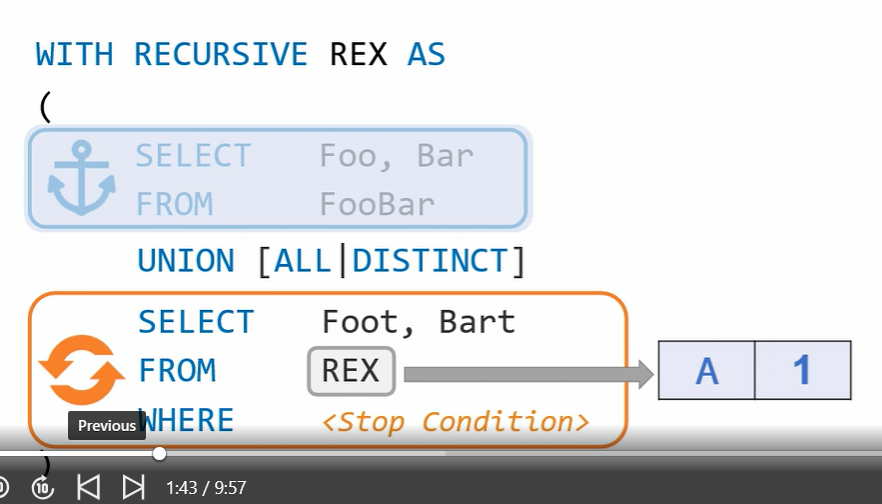 WITH RECURSIVE REX AS
(
SELECT Foo, Bar
FROM FooBar
UNION [ALL|DISTINCT]
SELECT Foot, Bart
FROM REX A 1
WHERE <Stop Condition>
Previous
)
10 1:43 / 9:57